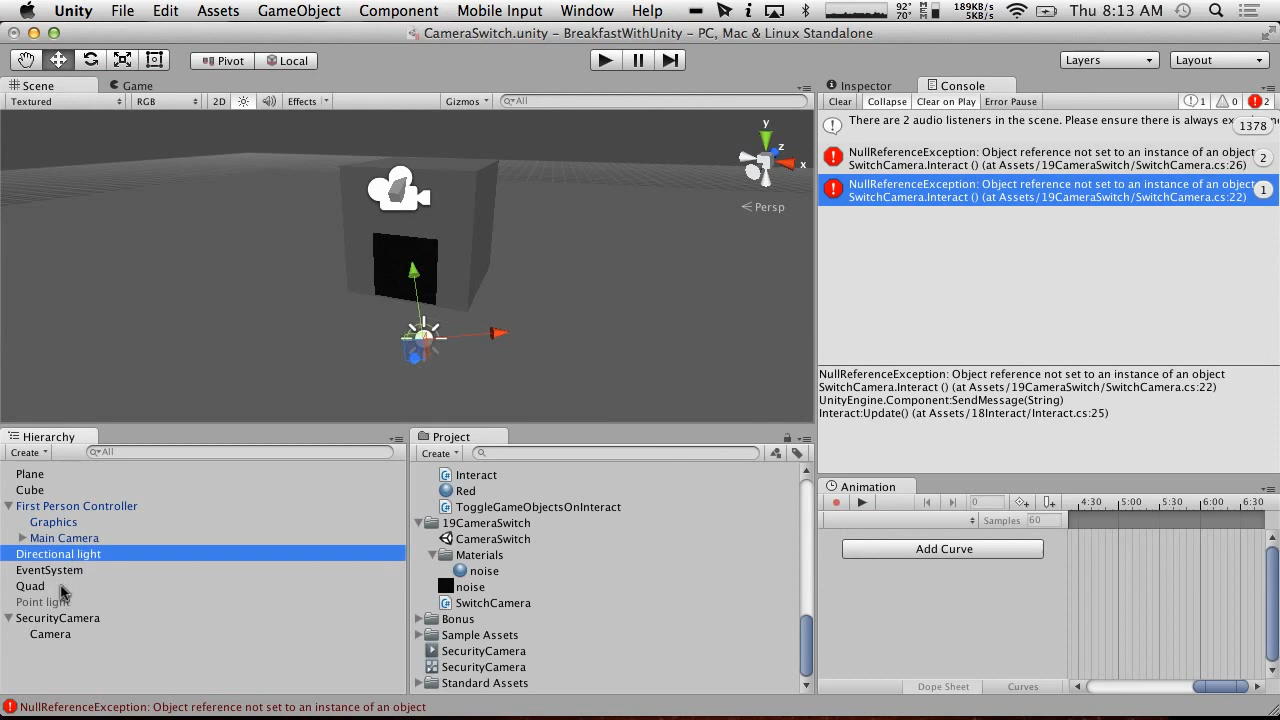 Unity File Edit Assets GameObject Component Mobile Input Window Help 92° 70° MEM 189KB/s 5KB/s Thu 8:13 AM
CameraSwitch.unity – BreakfastWithUnity – PC, Mac & Linux Standalone
Pivot Local Layers Layout
Scene Game Inspector Console
Textured RGB 2D Effects Gizmos All Clear Collapse Clear on Play Error Pause 1 0 2
There are 2 audio listeners in the scene. Please ensure there is always 1378
NullReferenceException: Object reference not set to an instance of an object
SwitchCamera.Interact () (at Assets/19CameraSwitch/SwitchCamera.cs:26) 2
NullReferenceException: Object reference not set to an instance of an object
SwitchCamera.Interact () (at Assets/19CameraSwitch/SwitchCamera.cs:22) 1
y
z
x
Persp
NullReferenceException: Object reference not set to an instance of an object
SwitchCamera.Interact () (at Assets/19CameraSwitch/SwitchCamera.cs:22)
UnityEngine.Component:SendMessage(String)
Interact:Update() (at Assets/18Interact/Interact.cs:25)
Hierarchy
Create All
Plane
Cube
First Person Controller
Graphics
Main Camera
Directional light
EventSystem
Quad
Point light
SecurityCamera
Camera
Project
Create
Interact
Red
ToggleGameObjectsOnInteract
19CameraSwitch
CameraSwitch
Materials
noise
noise
SwitchCamera
Bonus
Sample Assets
SecurityCamera
SecurityCamera
Standard Assets
Animation
0 4:30 5:00 5:30 6:00 6:30
Samples 60
Add Curve
Dope Sheet Curves
NullReferenceException: Object reference not set to an instance of an object